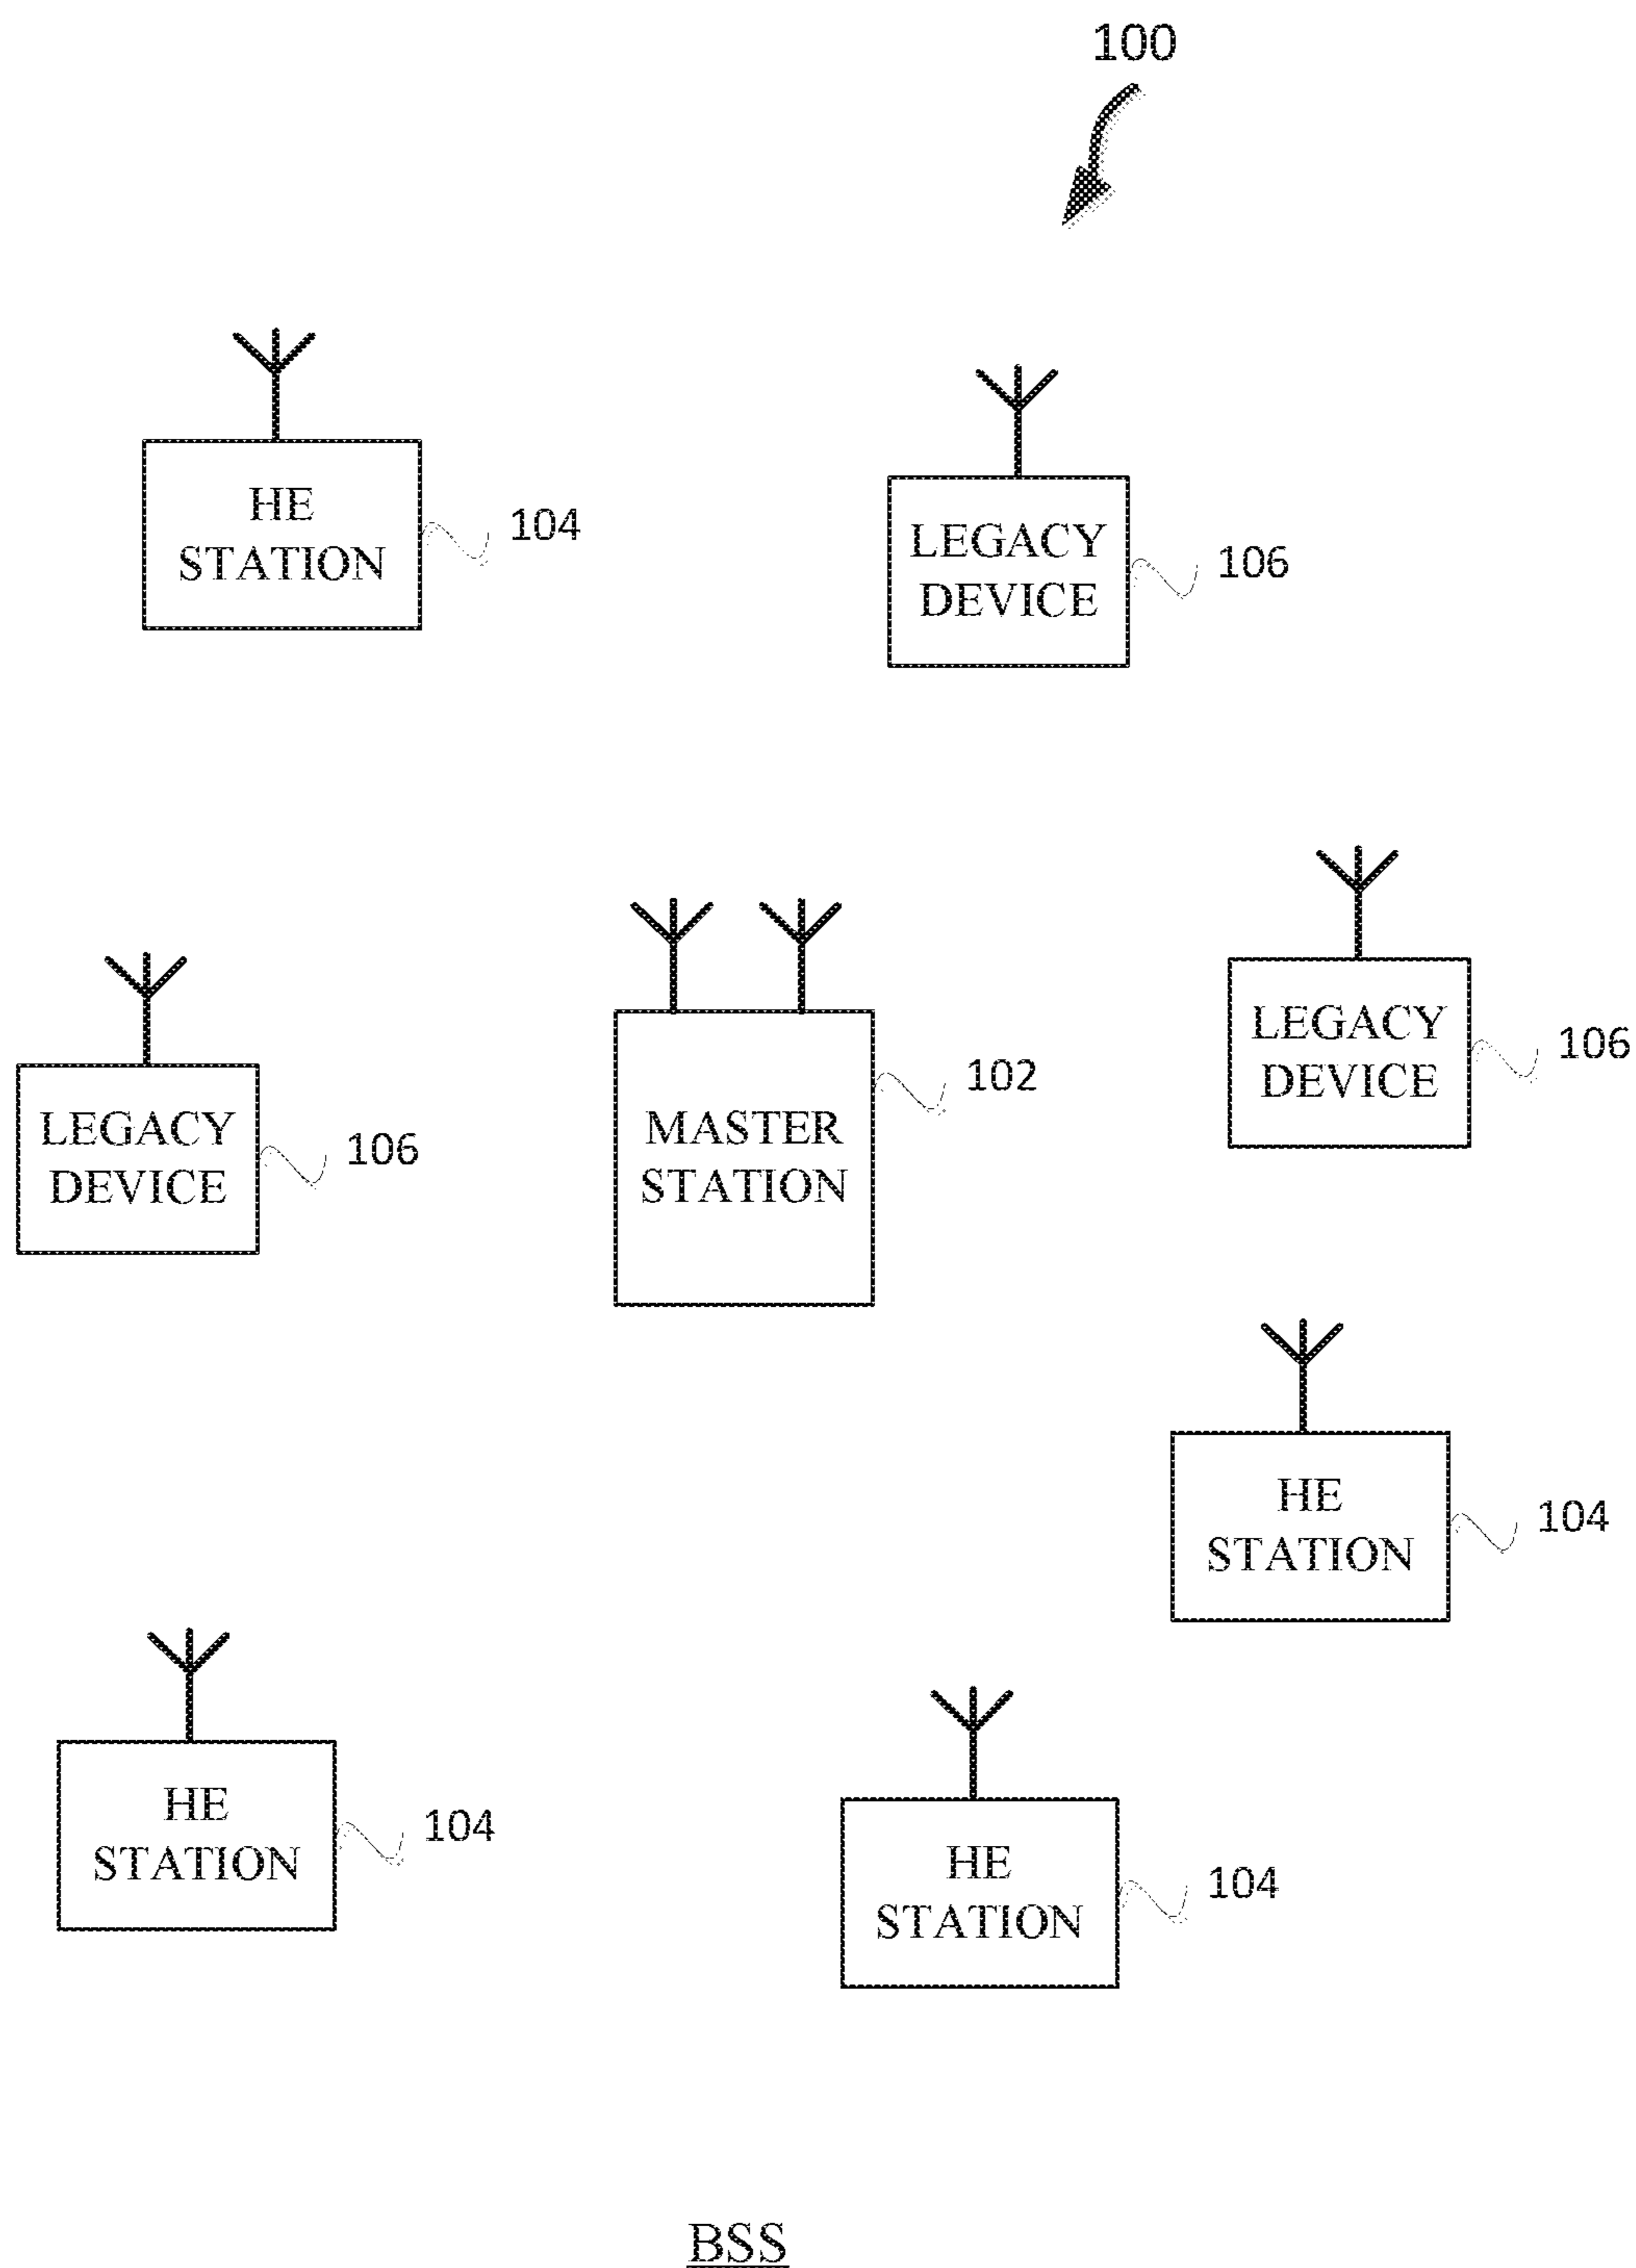 100
HE
STATION
104
LEGACY
DEVICE
106
LEGACY
DEVICE
106
MASTER
STATION
102
LEGACY
DEVICE
106
HE
STATION
104
HE
STATION
104
HE
STATION
104
BSS